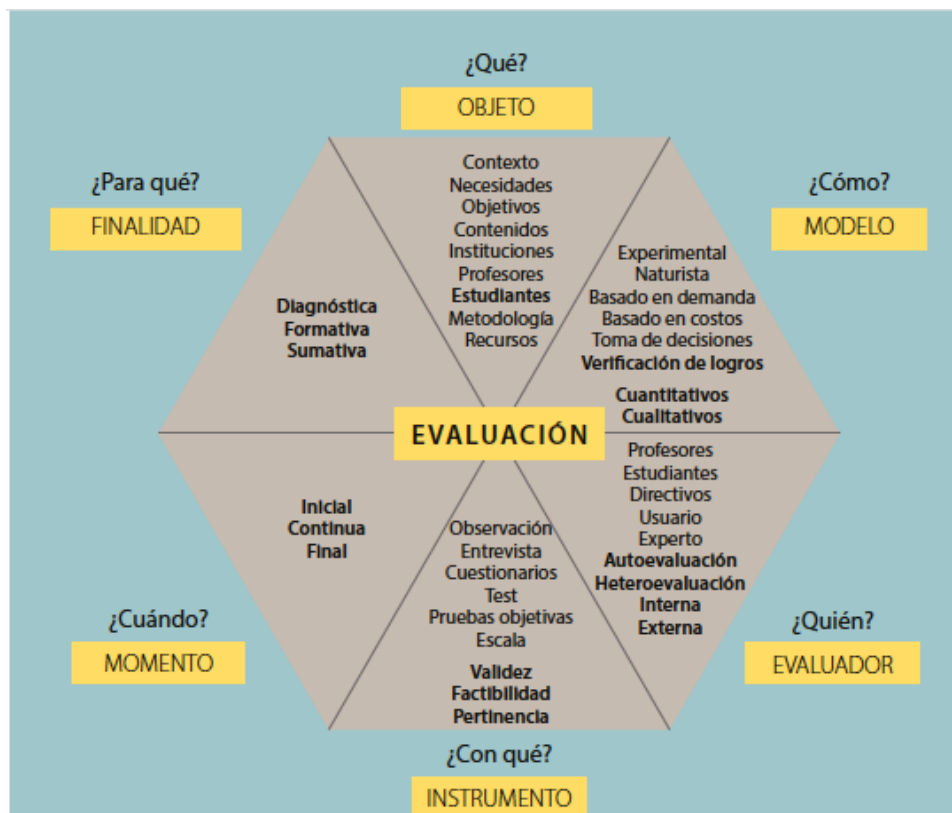 ¿Qué?
OBJETO
Contexto
Necesidades
Objetivos
Contenidos
Instituciones
Profesores
Estudiantes
Metodología
Recursos
¿Cómo?
MODELO
Experimental
Naturista
Basado en demanda
Basado en costos
Toma de decisiones
Verificación de logros
Cuantitativos
Cualitativos
¿Quién?
EVALUADOR
Profesores
Estudiantes
Directivos
Usuario
Experto
Autoevaluación
Heteroevaluación
Interna
Externa
¿Con qué?
INSTRUMENTO
Observación
Entrevista
Cuestionarios
Test
Pruebas objetivas
Escala
Validez
Factibilidad
Pertinencia
¿Cuándo?
MOMENTO
Inicial
Continua
Final
¿Para qué?
FINALIDAD
Diagnóstica
Formativa
Sumativa
EVALUACIÓN